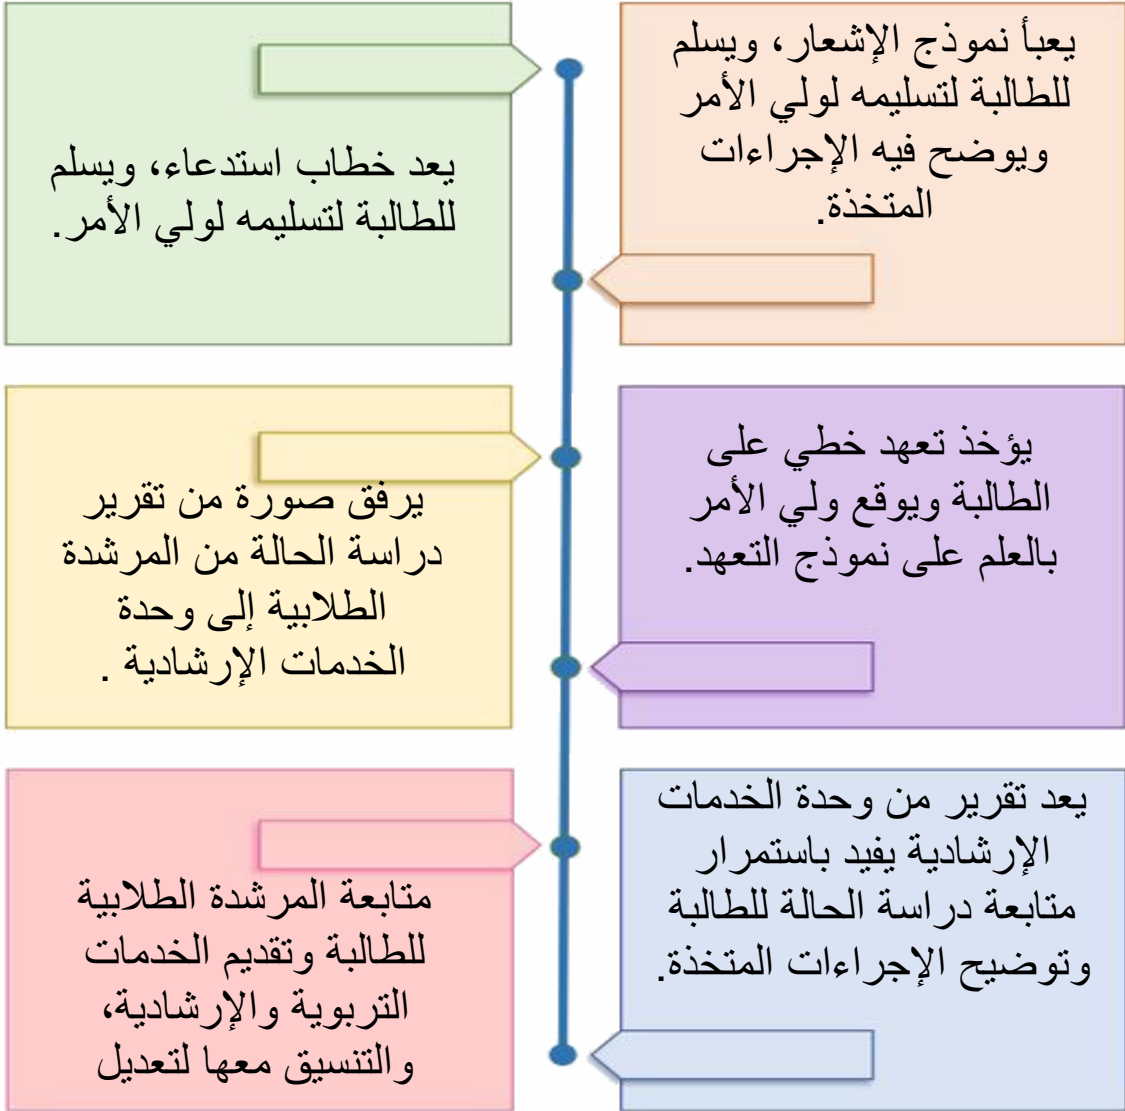 يعبأ نموذج الإشعار، ويسلم
للطالبة لتسليمه لولي الأمر
ويوضح فيه الإجراءات
المتخذة.
يعد خطاب استدعاء، ويسلم
للطالبة لتسليمه لولي الأمر.
يؤخذ تعهد خطي على
الطالبة ويوقع ولي الأمر
بالعلم على نموذج التعهد.
يرفق صورة من تقرير
دراسة الحالة من المرشدة
الطلابية إلى وحدة
الخدمات الإرشادية .
يعد تقرير من وحدة الخدمات
الإرشادية يفيد باستمرار
متابعة دراسة الحالة للطالبة
وتوضيح الإجراءات المتخذة.
متابعة المرشدة الطلابية
للطالبة وتقديم الخدمات
التربوية والإرشادية،
والتنسيق معها لتعديل